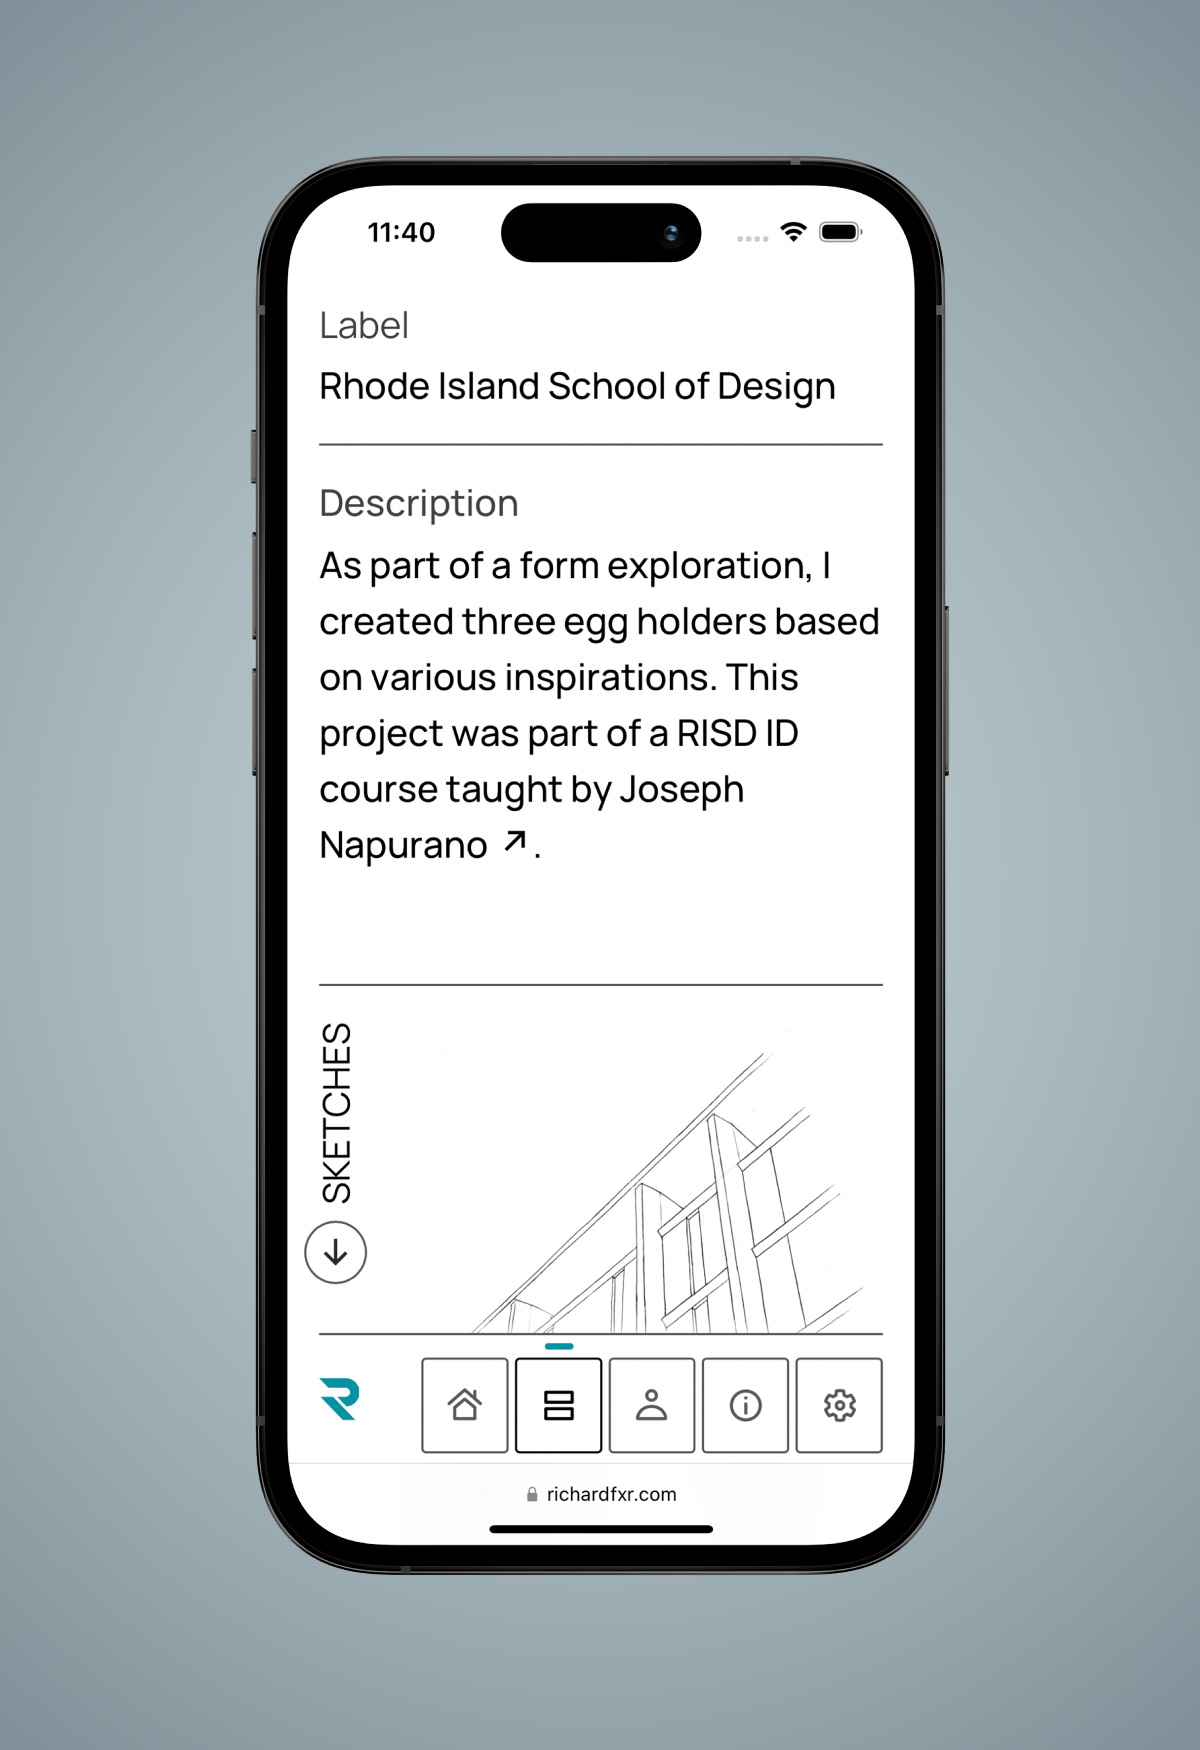 11:40
Label
Rhode Island School of Design
Description
As part of a form exploration, I
created three egg holders based
on various inspirations. This
project was part of a RISD ID
course taught by Joseph
Napurano ↗.
SKETCHES
richardfxr.com